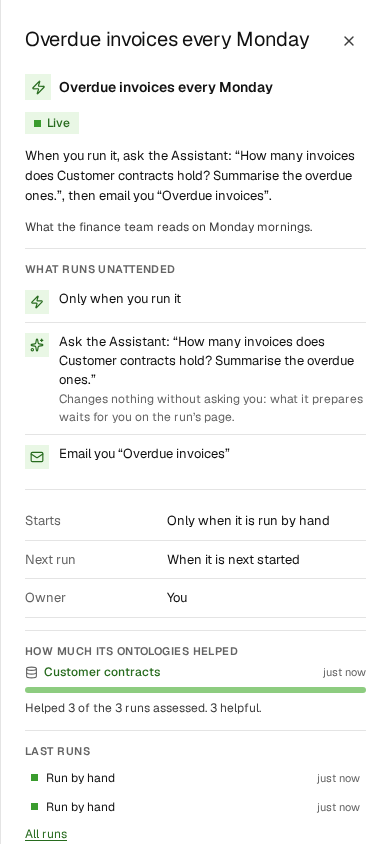 Overdue invoices every Monday
Overdue invoices every Monday
Live
When you run it, ask the Assistant: “How many invoices
does Customer contracts hold? Summarise the overdue
ones.”, then email you “Overdue invoices”.
What the finance team reads on Monday mornings.
WHAT RUNS UNATTENDED
Only when you run it
Ask the Assistant: “How many invoices does
Customer contracts hold? Summarise the overdue
ones.”
Changes nothing without asking you: what it prepares
waits for you on the run’s page.
Email you “Overdue invoices”
Starts Only when it is run by hand
Next run When it is next started
Owner You
HOW MUCH ITS ONTOLOGIES HELPED
Customer contracts just now
Helped 3 of the 3 runs assessed. 3 helpful.
LAST RUNS
Run by hand just now
Run by hand just now
All runs